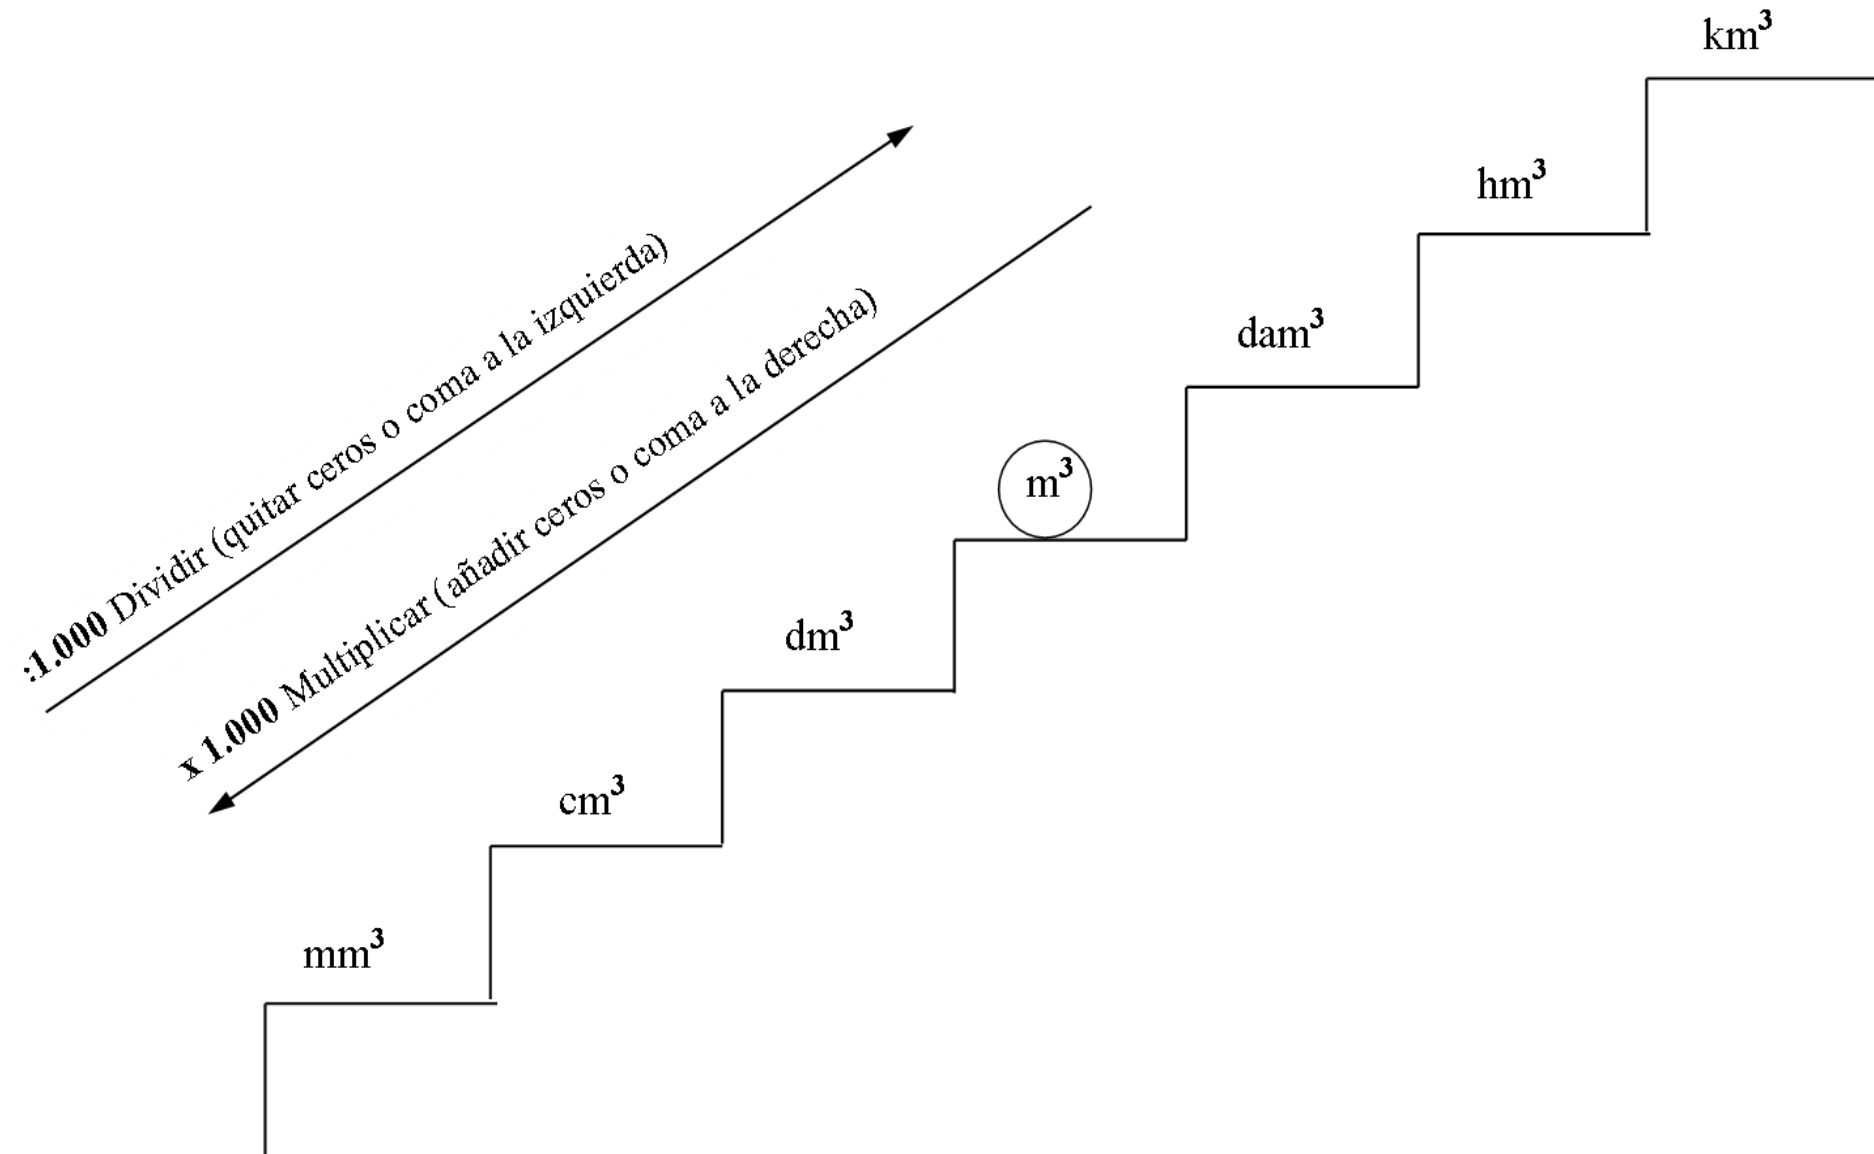 km³
hm³
dam³
m³
dm³
cm³
mm³
:1.000 Dividir (quitar ceros o coma a la izquierda)
x 1.000 Multiplicar (añadir ceros o coma a la derecha)